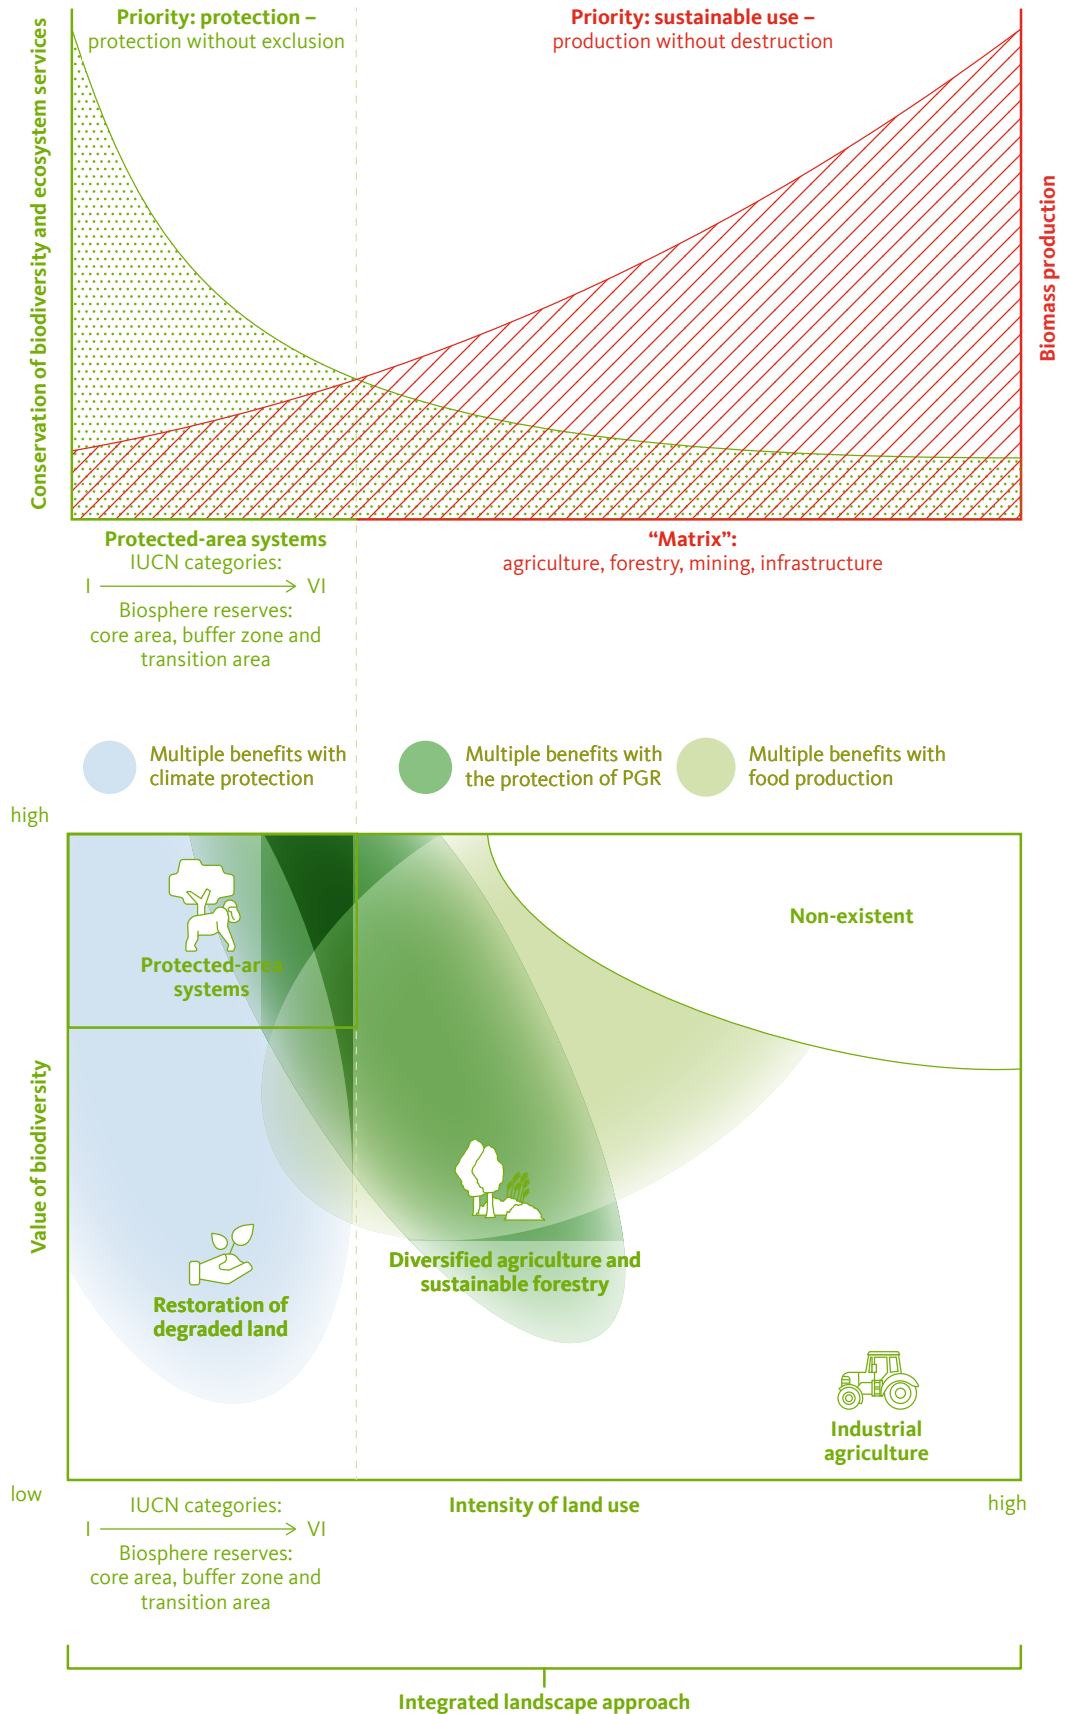 Priority: protection –
protection without exclusion
Priority: sustainable use –
production without destruction
Conservation of biodiversity and ecosystem services
Biomass production
Protected-area systems
IUCN categories:
I VI
Biosphere reserves:
core area, buffer zone and
transition area
“Matrix”:
agriculture, forestry, mining, infrastructure
Multiple benefits with
climate protection
Multiple benefits with
the protection of PGR
Multiple benefits with
food production
high
Value of biodiversity
Protected-area
systems
Non-existent
Restoration of
degraded land
Diversified agriculture and
sustainable forestry
Industrial
agriculture
low
IUCN categories:
I VI
Biosphere reserves:
core area, buffer zone and
transition area
Intensity of land use
high
Integrated landscape approach